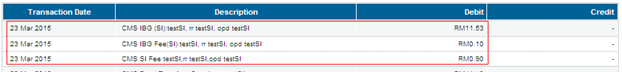 Transaction Date Description Debit Credit
23 Mar 2015 CMS IBG (SI):testSI, rr testSI, opd testSI RM11.53 -
23 Mar 2015 CMS IBG Fee(SI):testSI, rr testSI, opd testSI RM0.10 -
23 Mar 2015 CMS SI Fee:testSI,rr testSI,opd testSI RM0.90 -